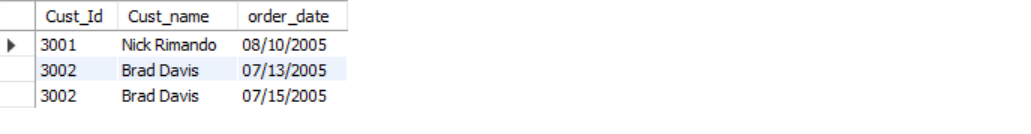 Cust_Id Cust_name order_date
3001 Nick Rimando 08/10/2005
3002 Brad Davis 07/13/2005
3002 Brad Davis 07/15/2005